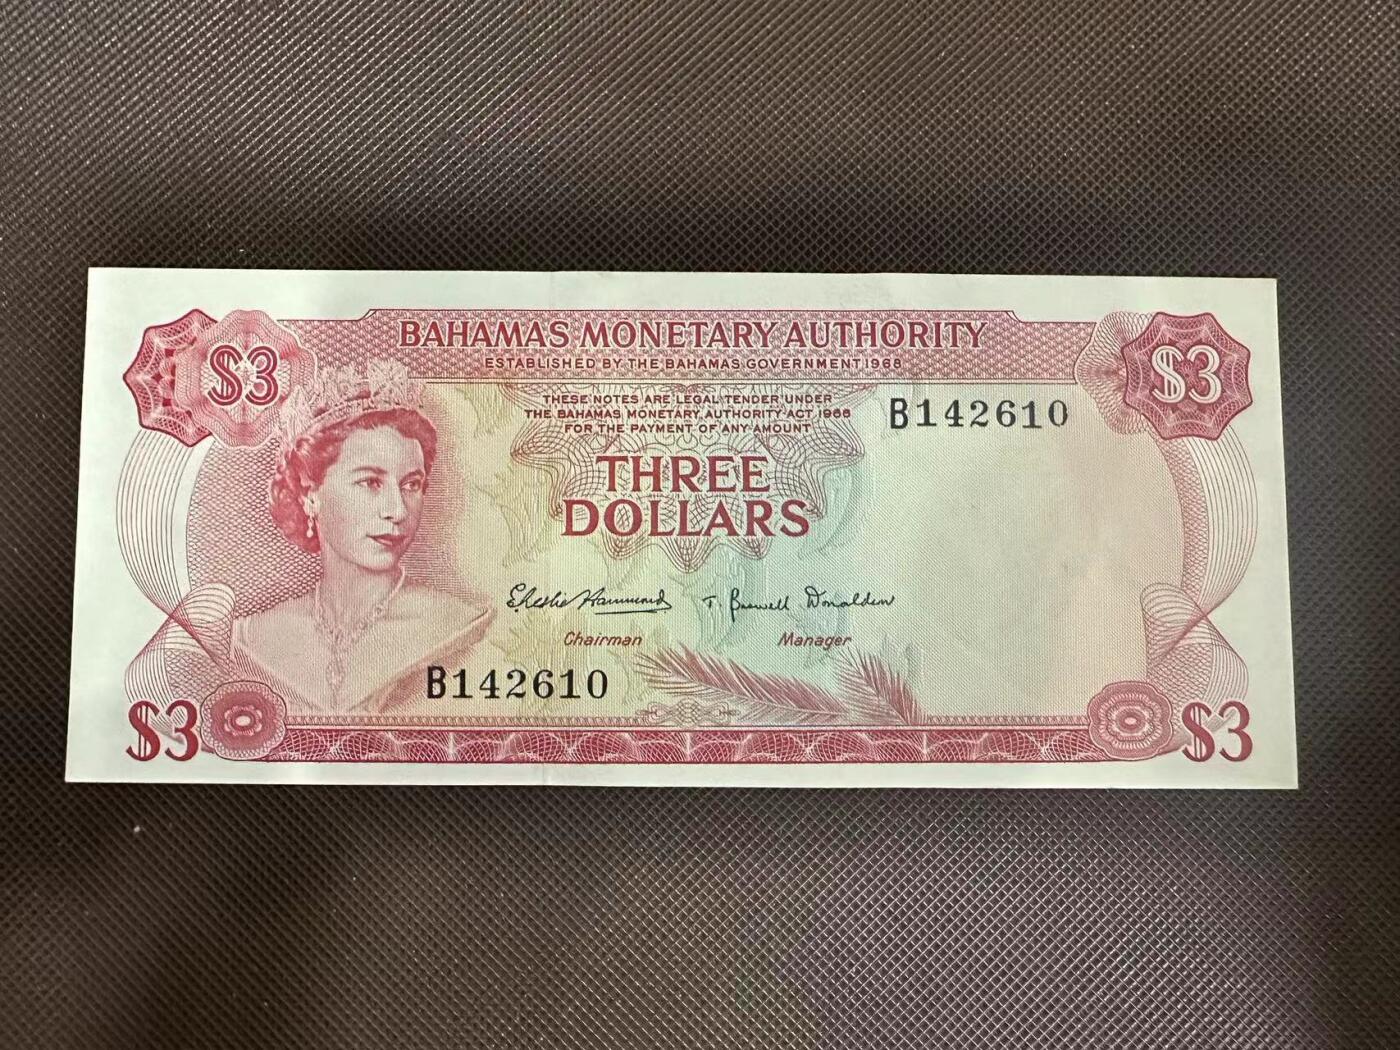 BAHAMAS MONETARY AUTHORITY
ESTABLISHED BY THE BAHAMAS GOVERNMENT 1968
$3
$3
THESE NOTES ARE LEGAL TENDER UNDER
THE BAHAMAS MONETARY AUTHORITY ACT, 1968
FOR THE PAYMENT OF ANY AMOUNT
B142610
THREE
DOLLARS
Chairman
Manager
B142610
$3
$3